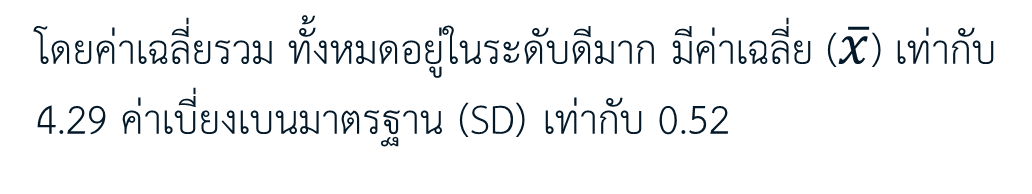 โดยค่าเฉลี่ยรวม ทั้งหมดอยู่ในระดับดีมาก มีค่าเฉลี่ย (x̅) เท่ากับ
4.29 ค่าเบี่ยงเบนมาตรฐาน (SD) เท่ากับ 0.52